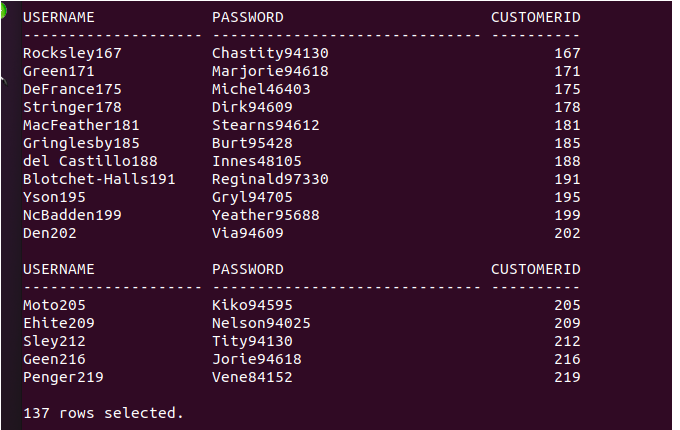 USERNAME PASSWORD CUSTOMERID
-------------------- ------------------------------ ----------
Rocksley167 Chastity94130 167
Green171 Marjorie94618 171
DeFrance175 Michel46403 175
Stringer178 Dirk94609 178
MacFeather181 Stearns94612 181
Gringlesby185 Burt95428 185
del Castillo188 Innes48105 188
Blotchet-Halls191 Reginald97330 191
Yson195 Gryl94705 195
NcBadden199 Yeather95688 199
Den202 Via94609 202
USERNAME PASSWORD CUSTOMERID
-------------------- ------------------------------ ----------
Moto205 Kiko94595 205
Ehite209 Nelson94025 209
Sley212 Tity94130 212
Geen216 Jorie94618 216
Penger219 Vene84152 219
137 rows selected.